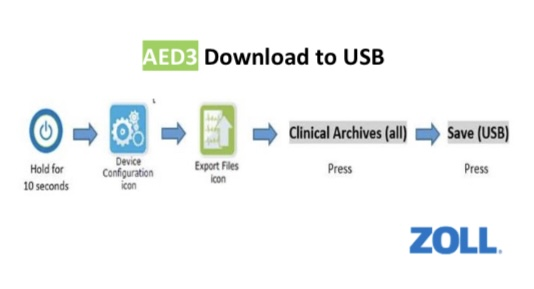 AED3 Download to USB
Clinical Archives (all)
Save (USB)
Hold for
10 seconds
Device
Configuration
icon
Export Files
icon
Press
Press
ZOLL.